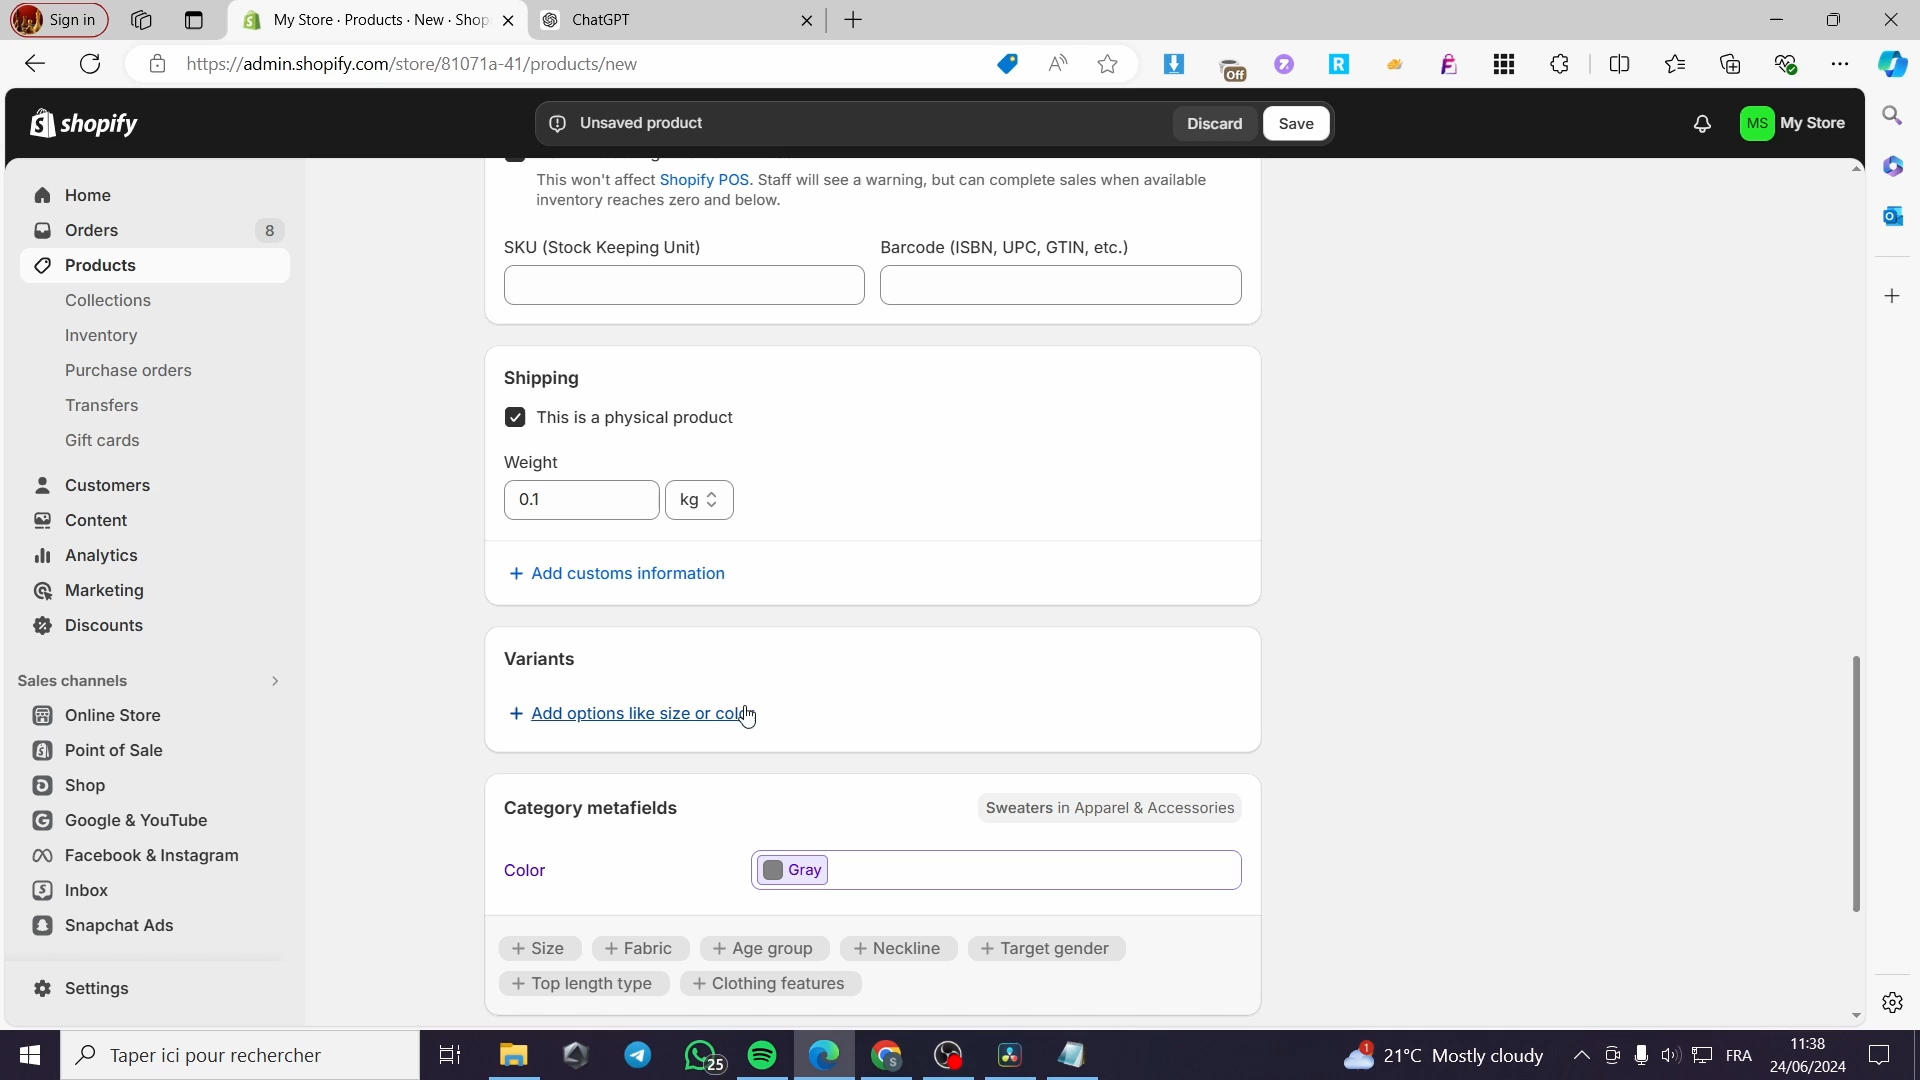 Sign in
My Store · Products · New · Shop
ChatGPT
https://admin.shopify.com/store/81071a-41/products/new
Off
shopify
Unsaved product
Discard
Save
MS
My Store
Home
Orders
8
Products
Collections
Inventory
Purchase orders
Transfers
Gift cards
Customers
Content
Analytics
Marketing
Discounts
Sales channels
Online Store
Point of Sale
Shop
Google & YouTube
Facebook & Instagram
Inbox
Snapchat Ads
Settings
This won't affect Shopify POS. Staff will see a warning, but can complete sales when available
inventory reaches zero and below.
SKU (Stock Keeping Unit)
Barcode (ISBN, UPC, GTIN, etc.)
Shipping
This is a physical product
Weight
0.1
kg
+ Add customs information
Variants
+ Add options like size or color
Category metafields
Sweaters in Apparel & Accessories
Color
Gray
+ Size
+ Fabric
+ Age group
+ Neckline
+ Target gender
+ Top length type
+ Clothing features
Taper ici pour rechercher
25
1
21°C Mostly cloudy
FRA
11:38
24/06/2024